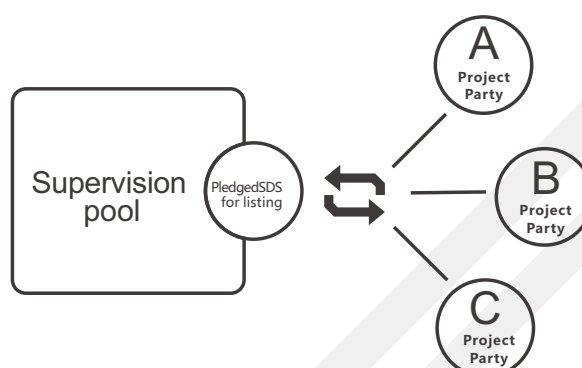 Supervision
pool
PledgedSDS
for listing
A
Project
Party
B
Project
Party
C
Project
Party